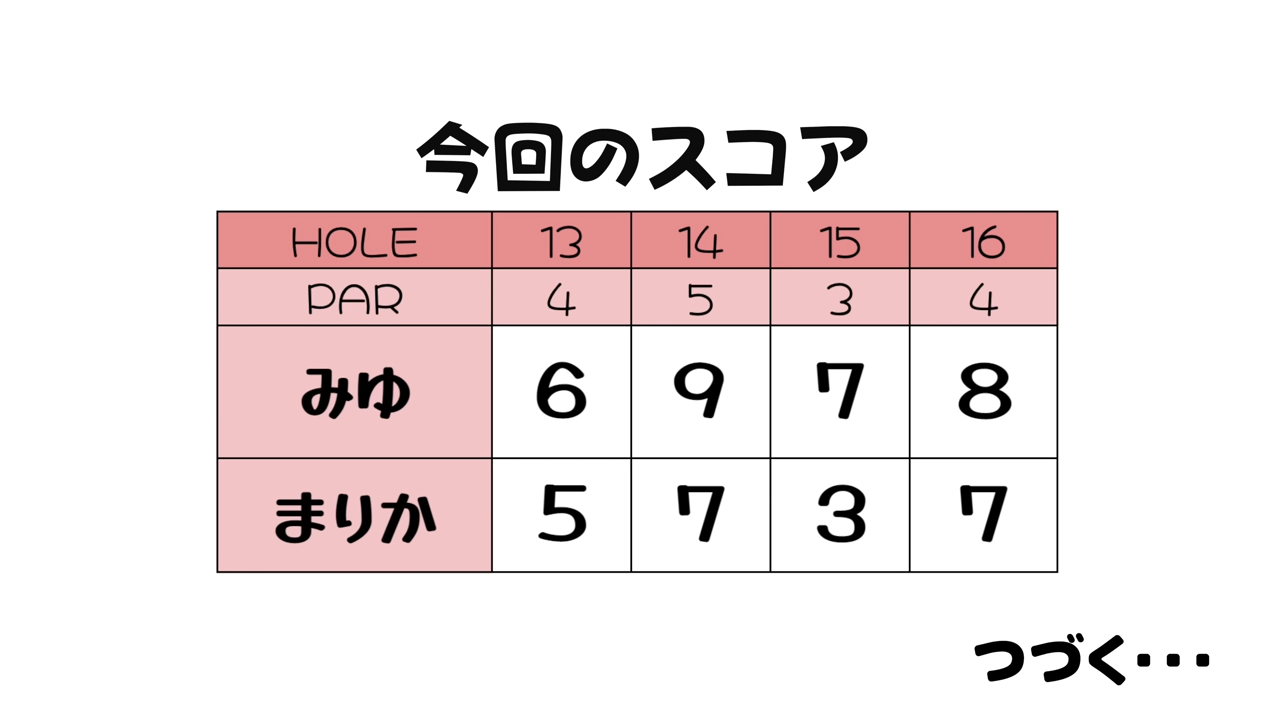 今回のスコア
HOLE 13 14 15 16
PAR 4 5 3 4
みゆ 6 9 7 8
まりか 5 7 3 7
つづく・・・